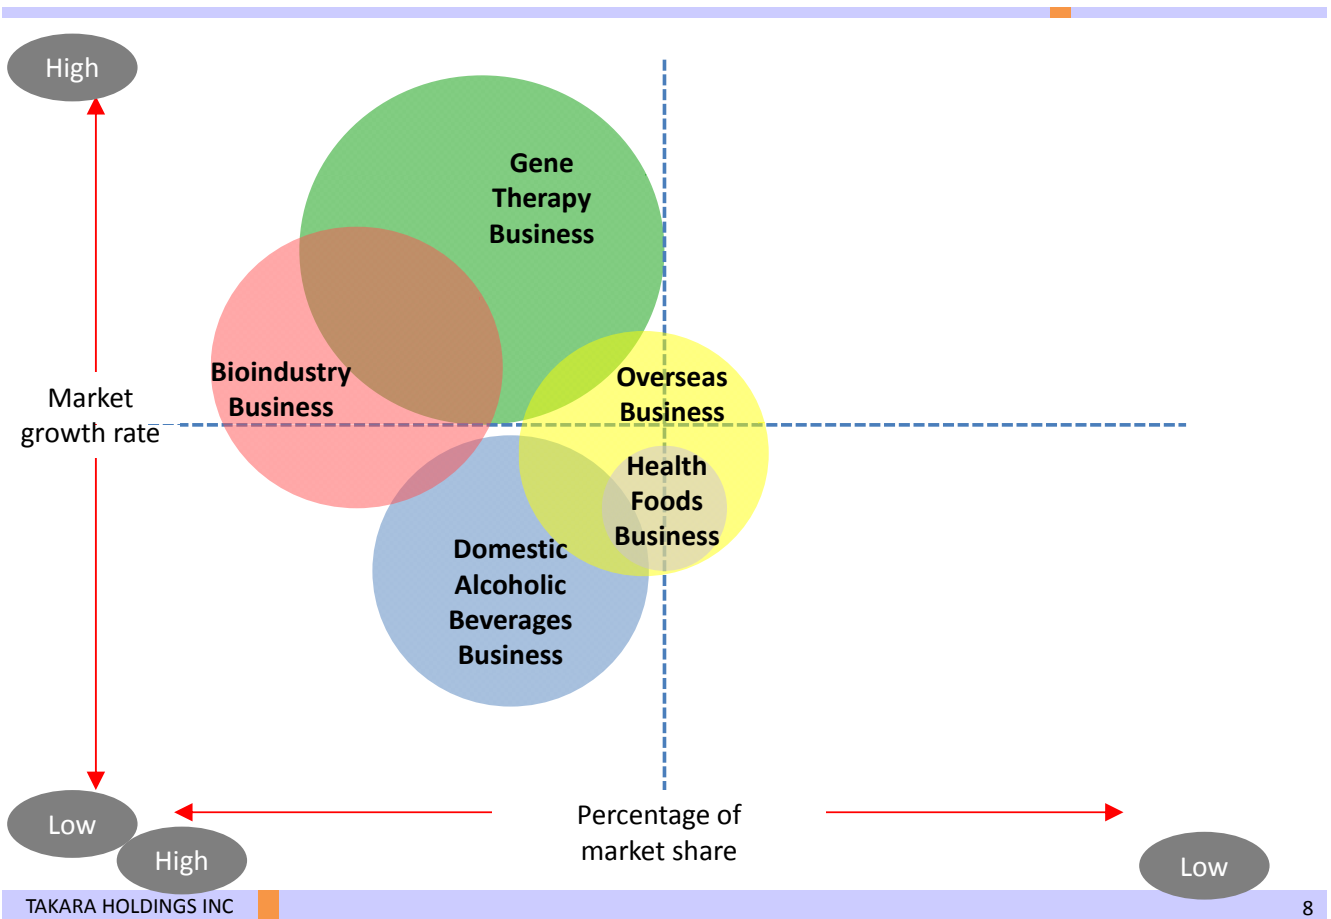 High
Gene
Therapy
Business
Bioindustry
Business
Overseas
Business
Market
growth rate
Health
Foods
Business
Domestic
Alcoholic
Beverages
Business
Low
High
Percentage of
market share
Low
TAKARA HOLDINGS INC
8